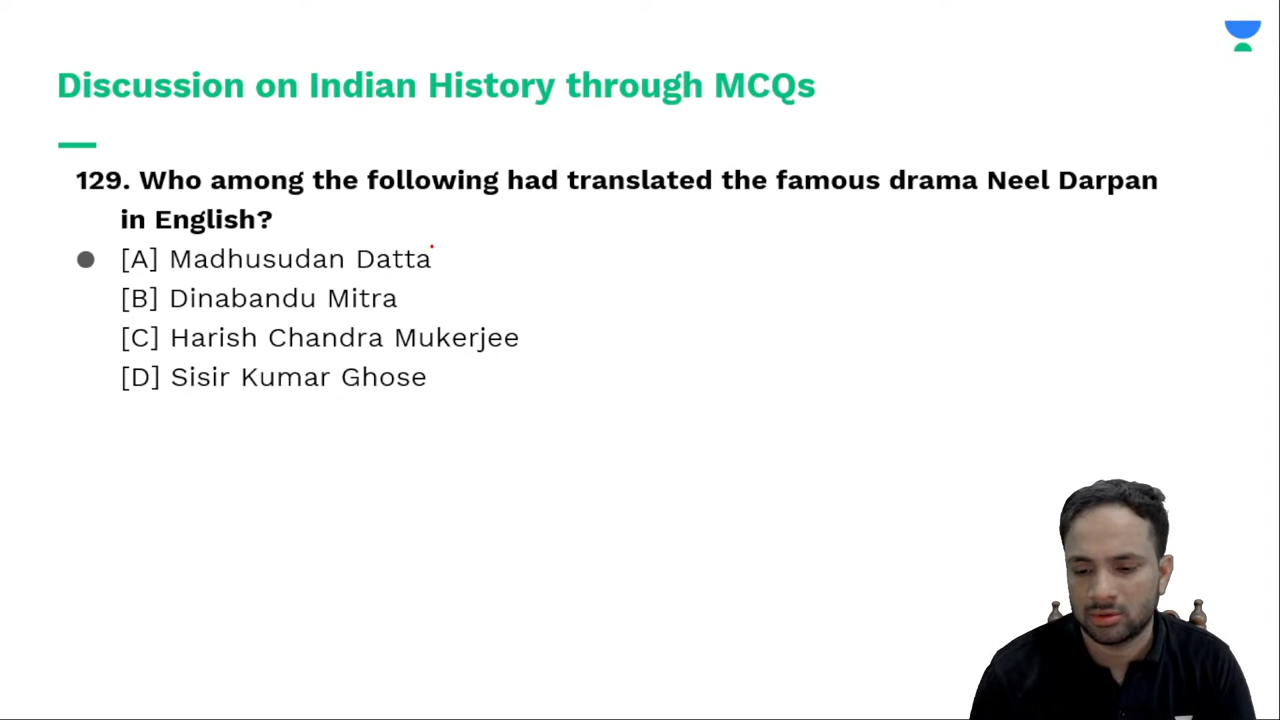 Discussion on Indian History through MCQs
129. Who among the following had translated the famous drama Neel Darpan
in English?
[A] Madhusudan Datta
[B] Dinabandu Mitra
[C] Harish Chandra Mukerjee
[D] Sisir Kumar Ghose